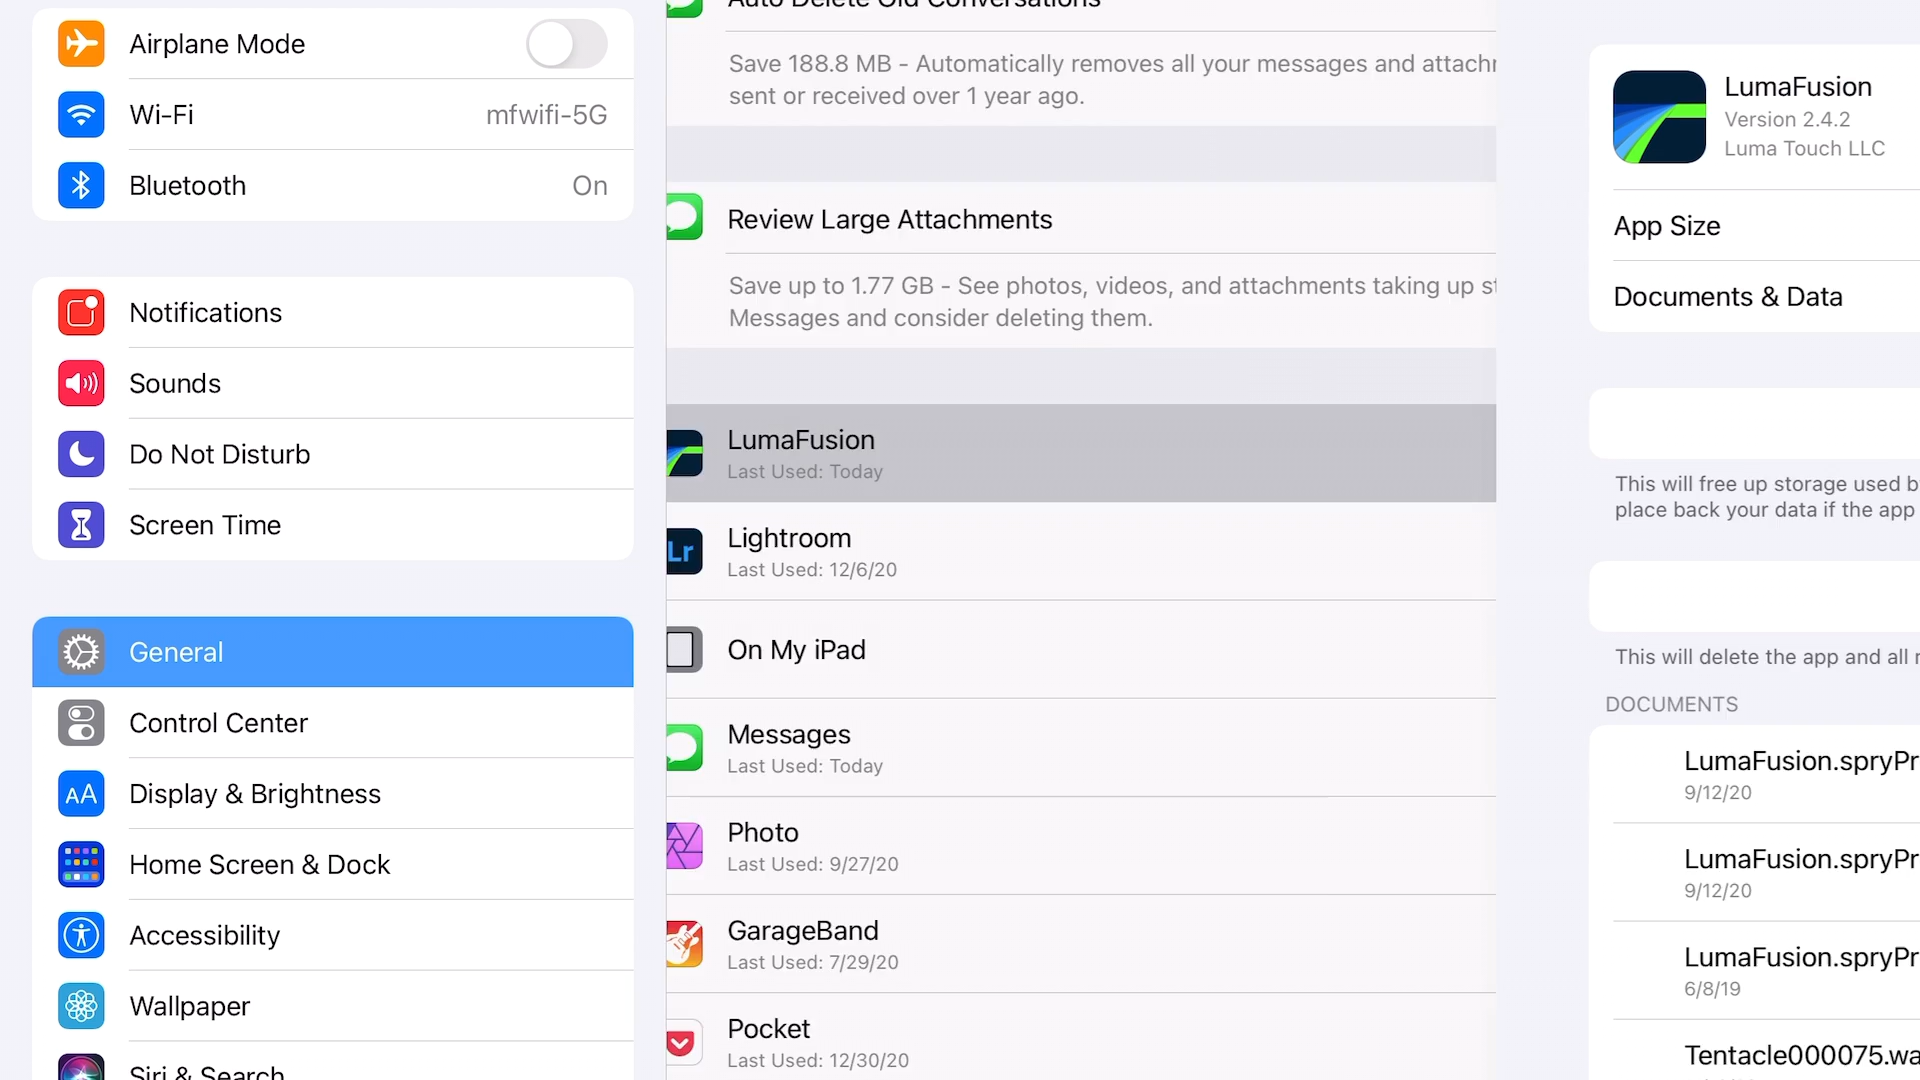 Airplane Mode
Wi-Fi
mfwifi-5G
Bluetooth
On
Notifications
Sounds
Do Not Disturb
Screen Time
General
Control Center
AA
Display & Brightness
Home Screen & Dock
Accessibility
Wallpaper
Siri & Search
Auto Delete Old Conversations
Save 188.8 MB - Automatically removes all your messages and attachr
sent or received over 1 year ago.
Review Large Attachments
Save up to 1.77 GB - See photos, videos, and attachments taking up st
Messages and consider deleting them.
LumaFusion
Last Used: Today
Lr
Lightroom
Last Used: 12/6/20
On My iPad
Messages
Last Used: Today
Photo
Last Used: 9/27/20
GarageBand
Last Used: 7/29/20
Pocket
Last Used: 12/30/20
LumaFusion
Version 2.4.2
Luma Touch LLC
App Size
Documents & Data
This will free up storage used b
place back your data if the app
This will delete the app and all r
DOCUMENTS
LumaFusion.spryPr
9/12/20
LumaFusion.spryPr
9/12/20
LumaFusion.spryPr
6/8/19
Tentacle000075.wa